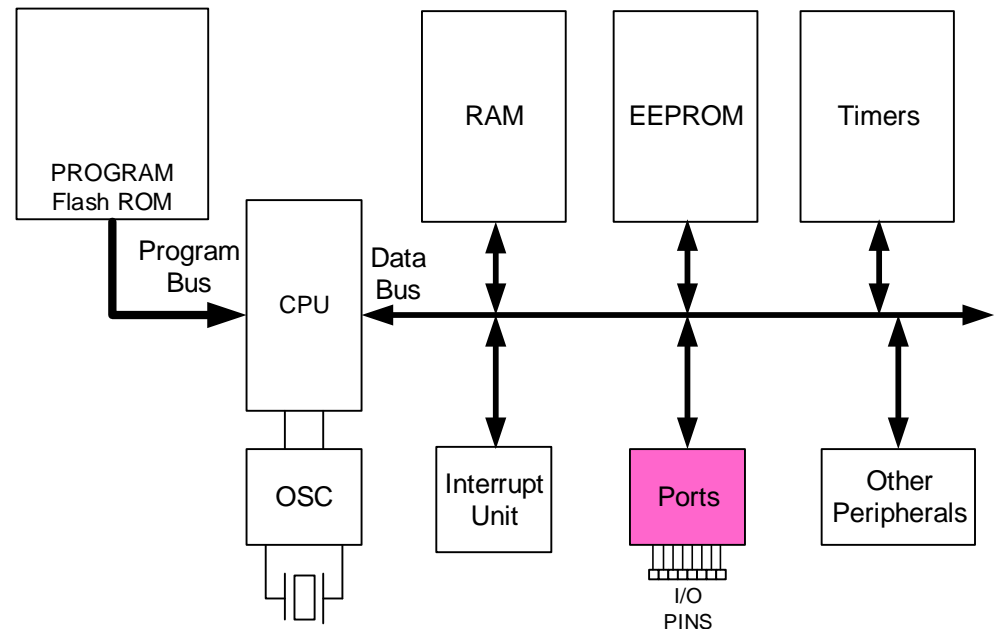 RAM
EEPROM
Timers
PROGRAM
Flash ROM
Program
Bus
Data
Bus
CPU
OSC
Interrupt
Unit
Ports
Other
Peripherals
I/O
PINS